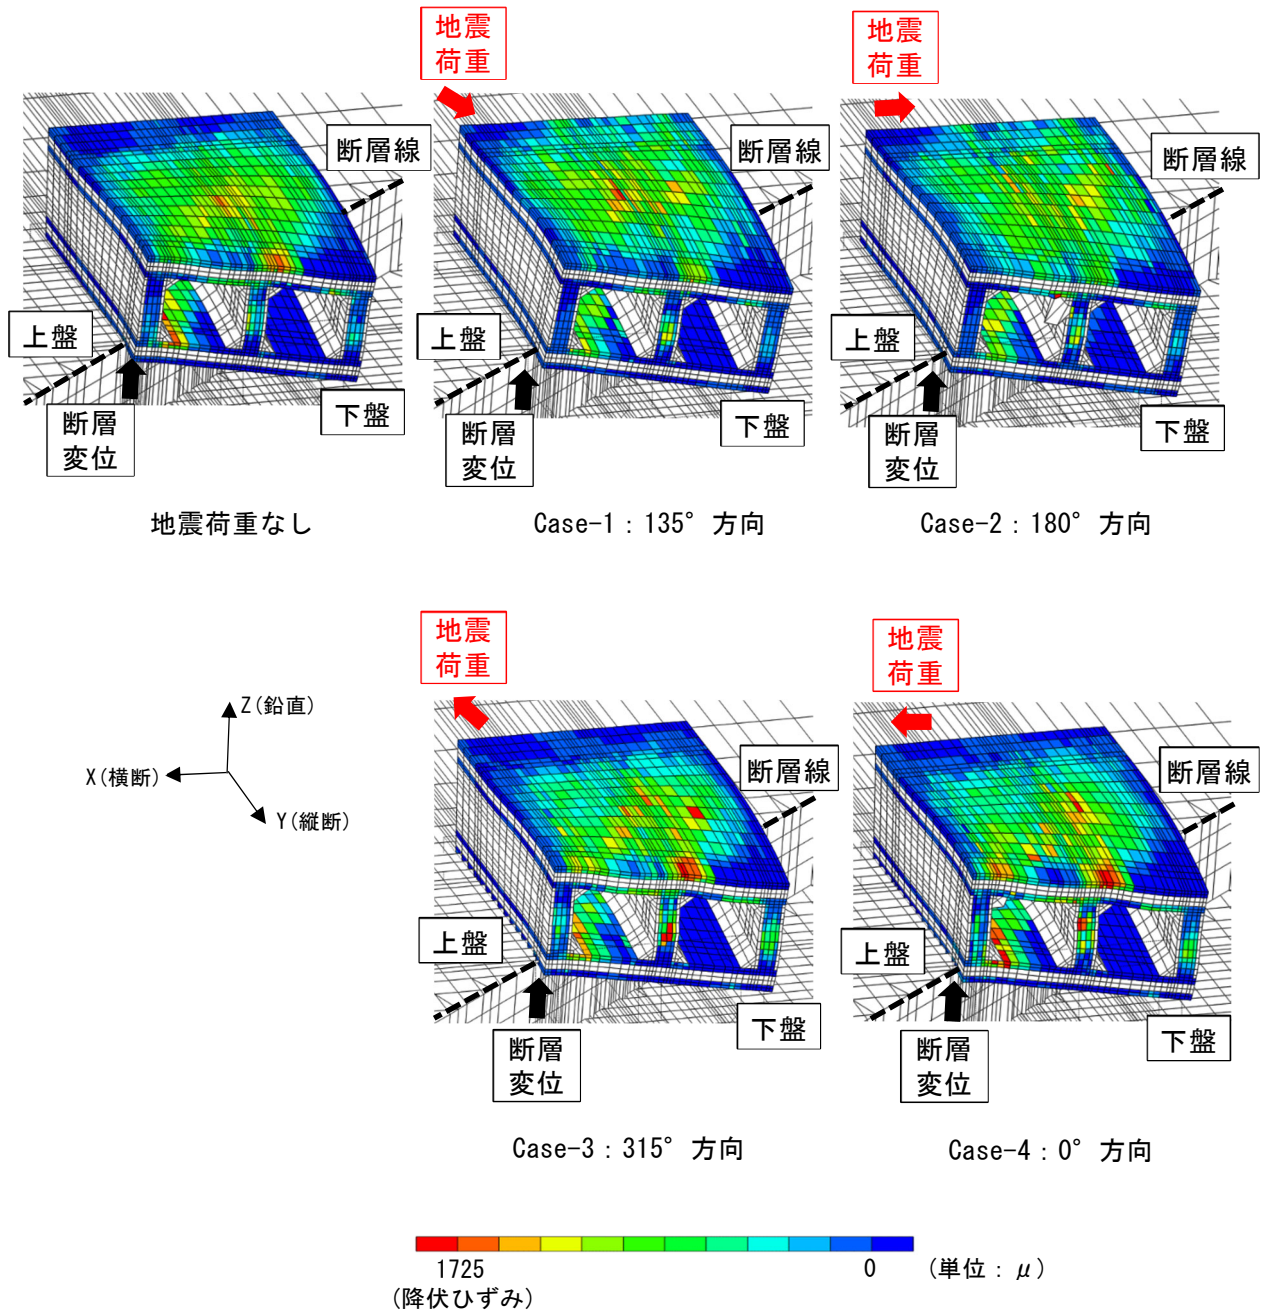 地震
荷重
地震
荷重
断層線
断層線
断層線
上盤
上盤
上盤
下盤
下盤
下盤
断層
変位
断層
変位
断層
変位
地震荷重なし
Case-1：135° 方向
Case-2：180° 方向
地震
荷重
地震
荷重
Z(鉛直)
X(横断)
Y(縦断)
断層線
断層線
上盤
上盤
下盤
下盤
断層
変位
断層
変位
Case-3：315° 方向
Case-4：0° 方向
1725
0
(単位：μ)
(降伏ひずみ)